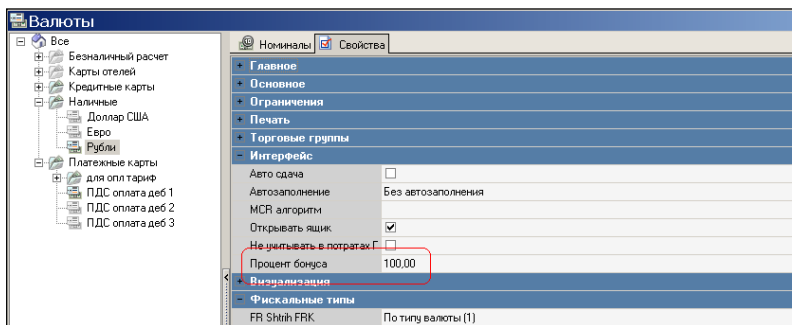 Валюты
Все
Безналичный расчет
Карты отелей
Кредитные карты
Наличные
Доллар США
Евро
Рубли
Платежные карты
для опл тариф
ПДС оплата деб 1
ПДС оплата деб 2
ПДС оплата деб 3
Номиналы Свойства
Главное
Основное
Ограничения
Печать
Торговые группы
Интерфейс
Авто сдача
Автозаполнение Без автозаполнения
MCR алгоритм
Открывать ящик
Не учитывать в потратах Г
Процент бонуса 100,00
Визуализация
Фискальные типы
FR Shtrih FRK По типу валюты (1)